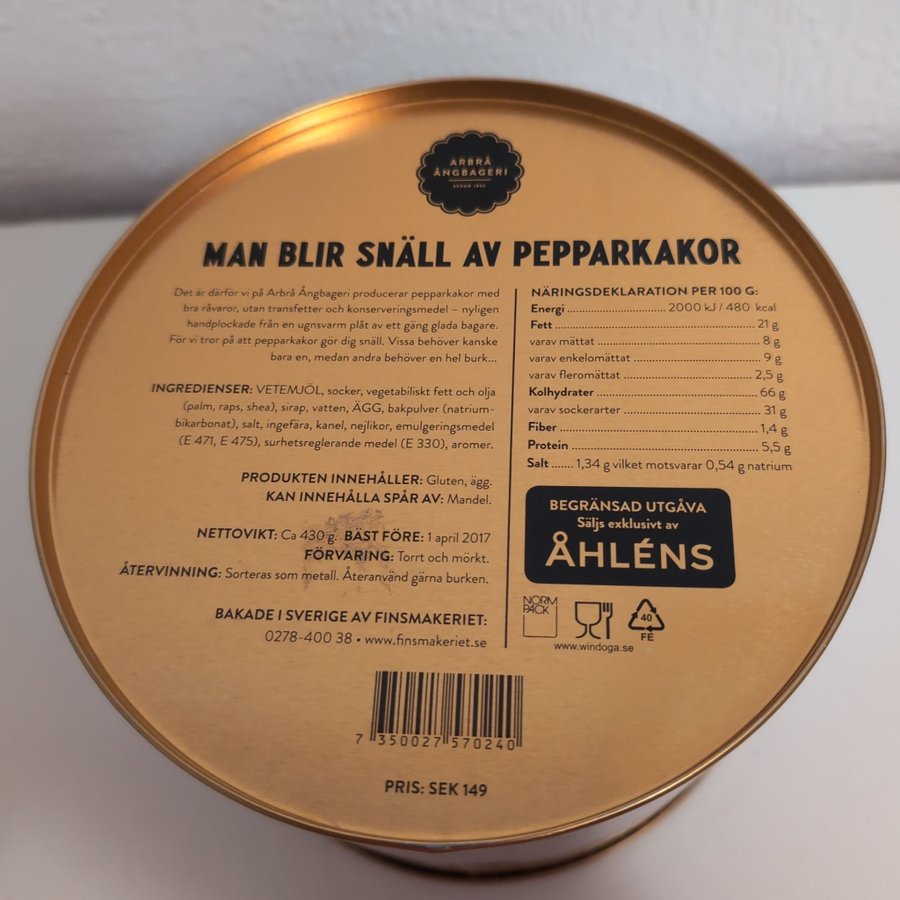 ARBRÅ
ÅNGBAGERI
MAN BLIR SNÄLL AV PEPPARKAKOR
Det är därför vi på Arbrå Ångbageri producerar pepparkakor med
bra råvaror, utan transfetter och konserveringsmedel – nyligen
handplockade från en ugnsvarm plåt av ett gäng glada bagare.
För vi tror på att pepparkakor gör dig snäll. Vissa behöver kanske
bara en, medan andra behöver en hel burk...
INGREDIENSER: VETEMJÖL, socker, vegetabiliskt fett och olja
(palm, raps, shea), sirap, vatten, ÄGG, bakpulver (natrium-
bikarbonat), salt, ingefära, kanel, nejlikor, emulgeringsmedel
(E 471, E 475), surhetsreglerande medel (E 330), aromer.
PRODUKTEN INNEHÅLLER: Gluten, ägg.
KAN INNEHÅLLA SPÅR AV: Mandel.
NETTOVIKT: Ca 430 g. BÄST FÖRE: 1 april 2017
FÖRVARING: Torrt och mörkt.
ÅTERVINNING: Sorteras som metall. Återanvänd gärna burken.
BAKADE I SVERIGE AV FINSMAKERIET:
0278-400 38 • www.finsmakeriet.se
NÄRINGSDEKLARATION PER 100 G:
Energi ........................ 2000 kJ / 480 kcal
Fett ........................ 21 g
varav mättat ........................ 8 g
varav enkelomättat ........................ 9 g
varav fleromättat ........................ 2,5 g
Kolhydrater ........................ 66 g
varav sockerarter ........................ 31 g
Fiber ........................ 1,4 g
Protein ........................ 5,5 g
Salt ....... 1,34 g vilket motsvarar 0,54 g natrium
BEGRÄNSAD UTGÅVA
Säljs exklusivt av
ÅHLÉNS
NORM
PACK
40
FE
www.windoga.se
7 350027 570240
PRIS: SEK 149